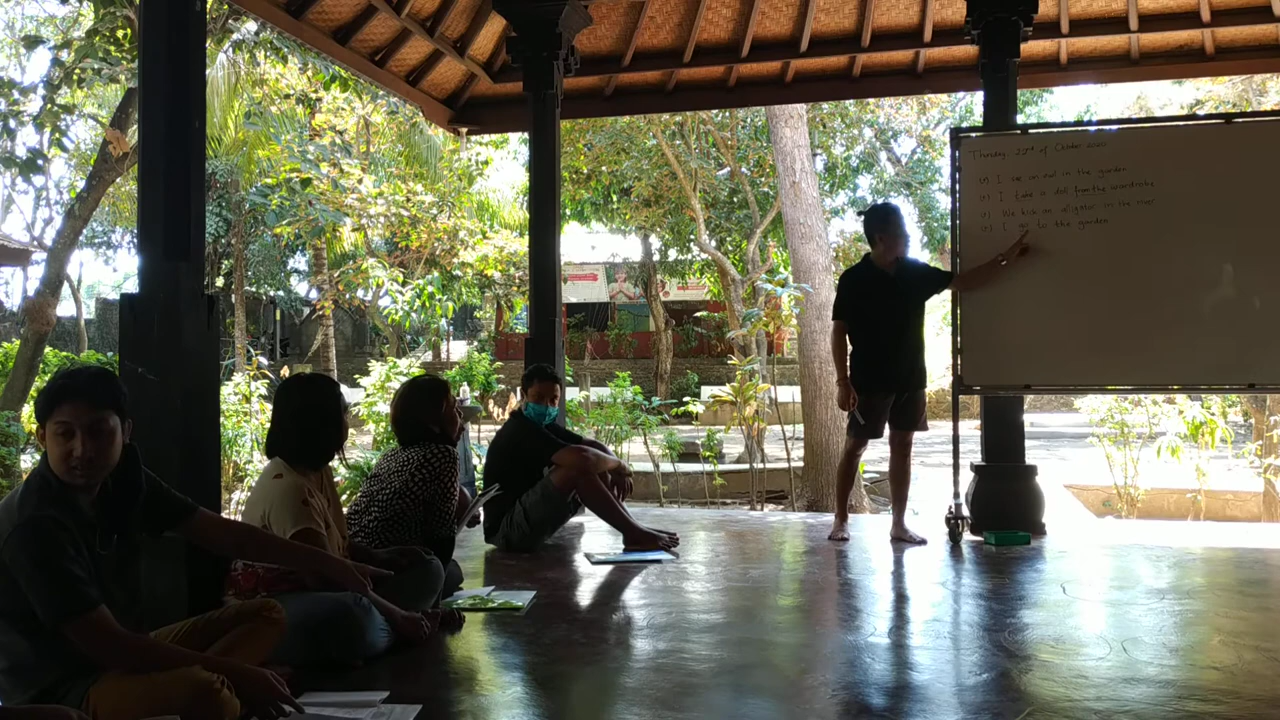 Thursday, 22nd of October 2020
I see an owl in the garden
I take a doll from the wardrobe
We kick an alligator in the river
I go to the garden